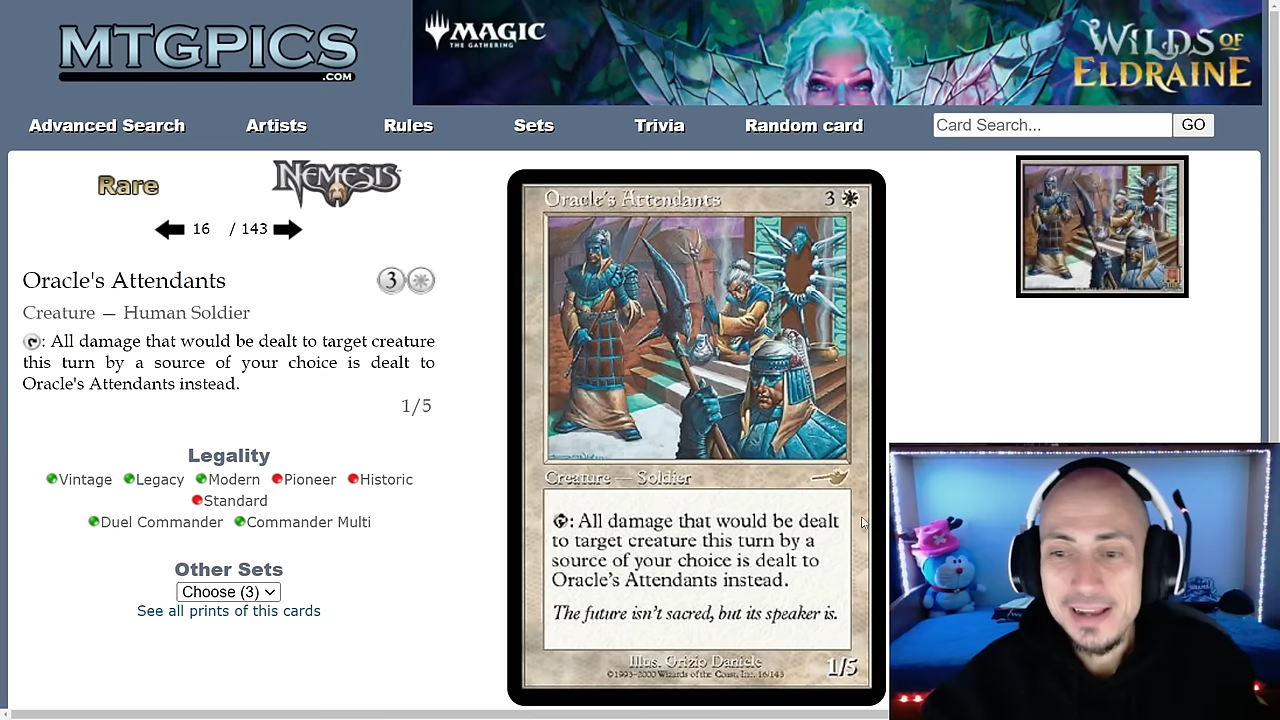 MTGPICS
.COM
MAGIC
THE GATHERING
WILDS OF
ELDRAINE
Advanced Search
Artists
Rules
Sets
Trivia
Random card
Card Search...
GO
Rare
NEMESIS
16 / 143
Oracle's Attendants
3
Creature — Human Soldier
: All damage that would be dealt to target creature
this turn by a source of your choice is dealt to
Oracle's Attendants instead.
1/5
Legality
Vintage Legacy Modern Pioneer Historic
Standard
Duel Commander Commander Multi
Other Sets
Choose (3)
See all prints of this cards
Oracle's Attendants 3
Creature — Soldier
: All damage that would be dealt
to target creature this turn by a
source of your choice is dealt to
Oracle's Attendants instead.
The future isn't sacred, but its speaker is.
Illus. Orizio Daniele
©1993-2000 Wizards of the Coast, Inc. 16/143
1/5